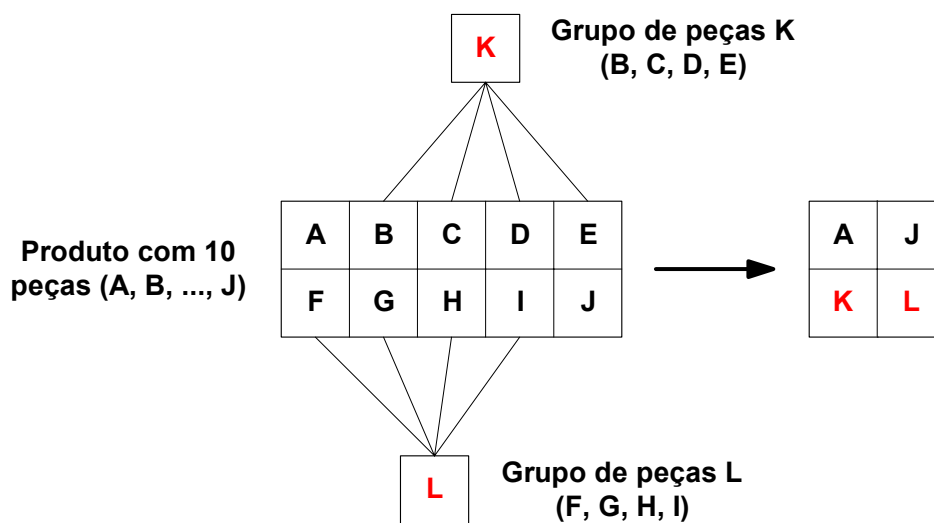 K
Grupo de peças K
(B, C, D, E)
Produto com 10
peças (A, B, ..., J)
A B C D E
F G H I J
A J
K L
L
Grupo de peças L
(F, G, H, I)